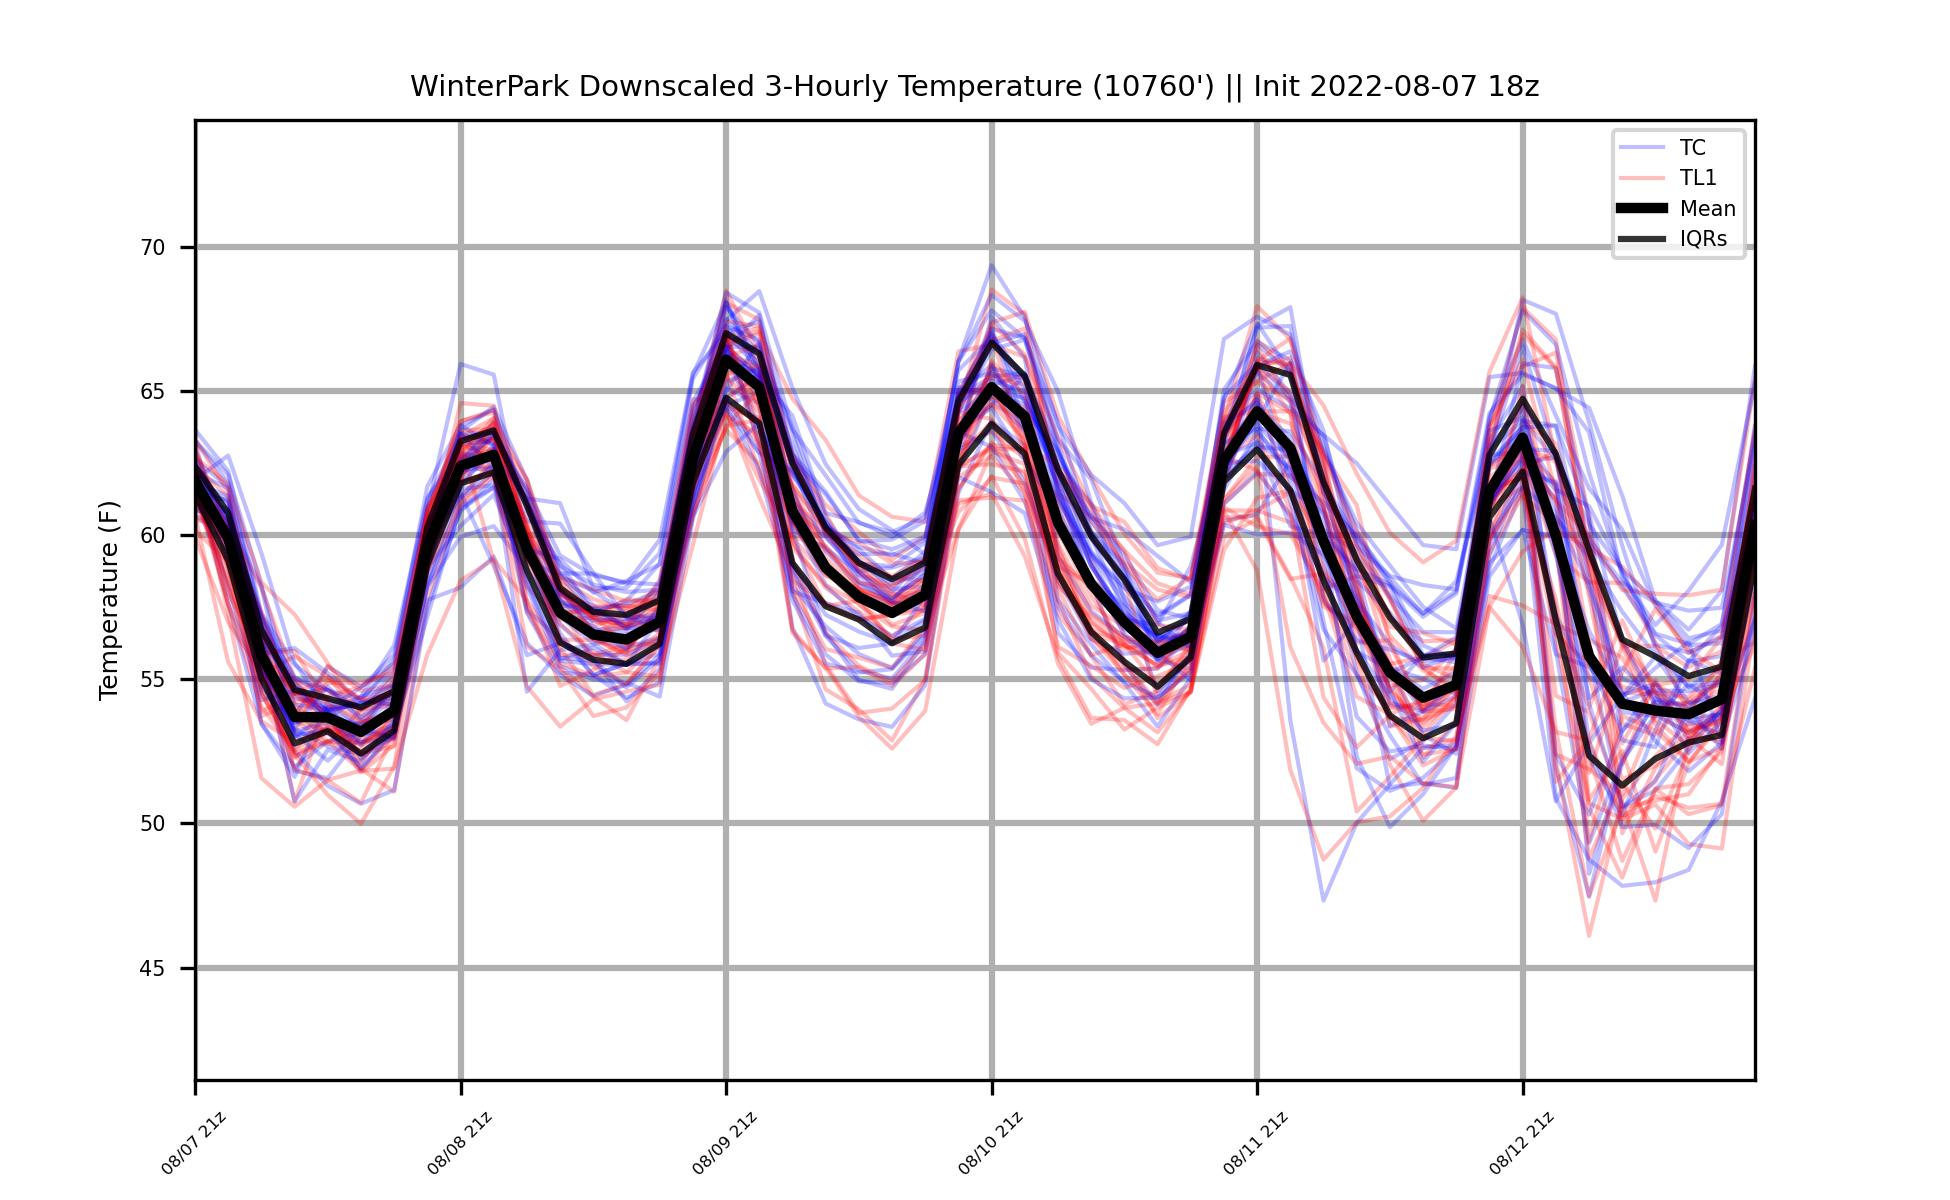 WinterPark Downscaled 3-Hourly Temperature (10760') || Init 2022-08-07 18z
TC
TL1
Mean
IQRs
Temperature (F)
70
65
60
55
50
45
08/07 21z
08/08 21z
08/09 21z
08/10 21z
08/11 21z
08/12 21z